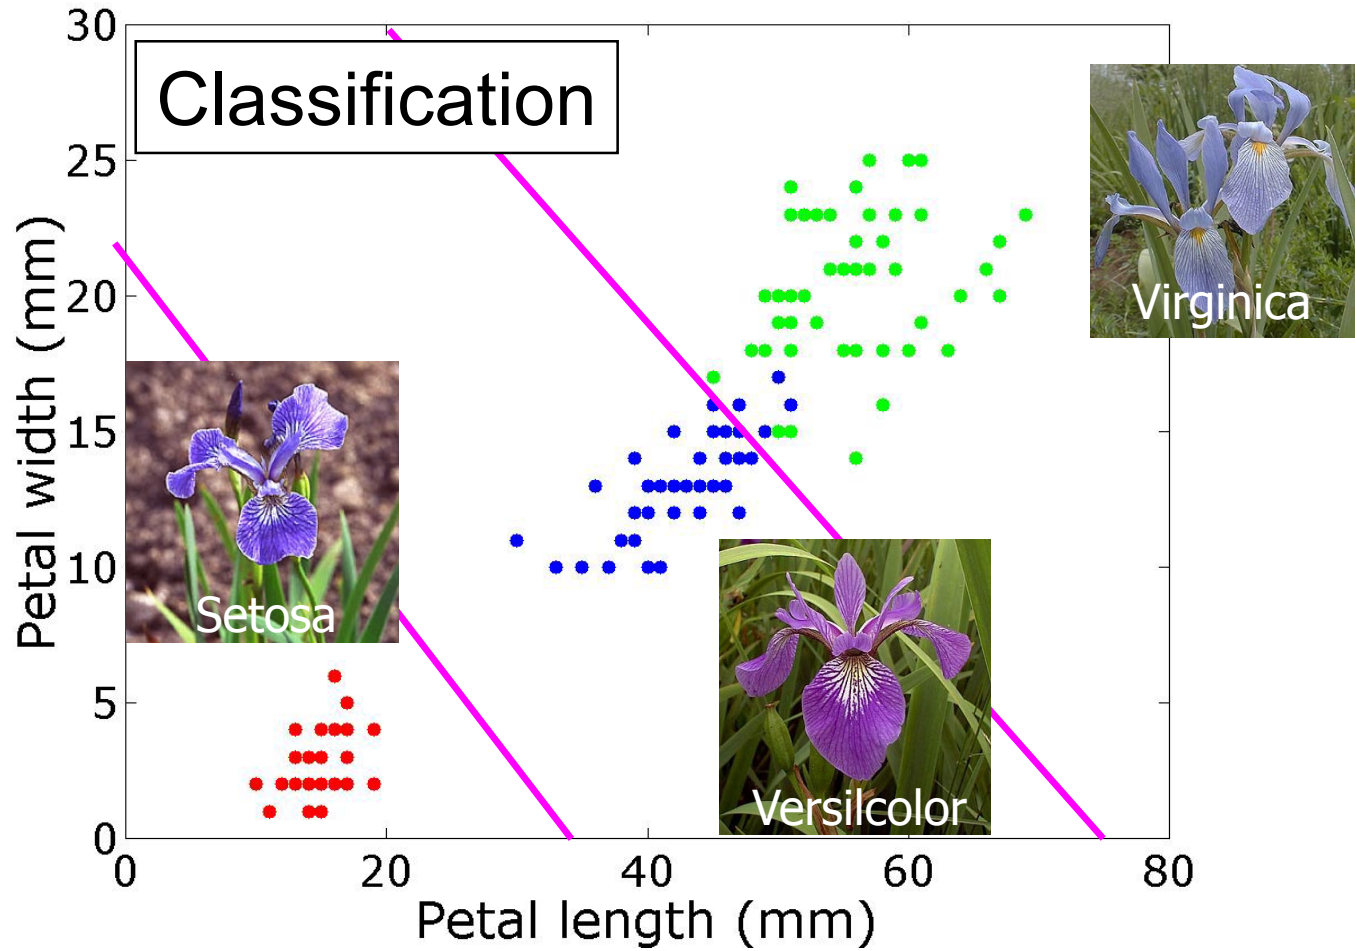 Classification
30
25
20
15
10
5
0
Petal width (mm)
Virginica
Setosa
Versilcolor
0 20 40 60 80
Petal length (mm)